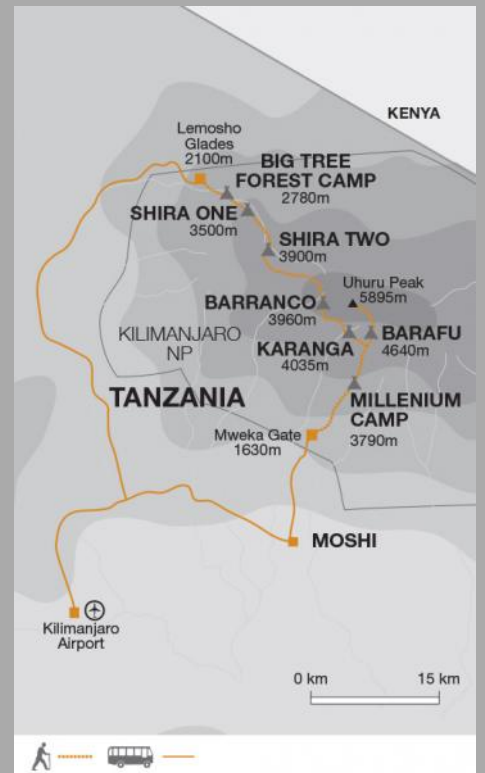 KENYA
Lemosho
Glades
2100m
BIG TREE
FOREST CAMP
2780m
SHIRA ONE
3500m
SHIRA TWO
3900m
Uhuru Peak
5895m
BARRANCO
3960m
KILIMANJARO
NP
KARANGA
4035m
BARAFU
4640m
TANZANIA
MILLENIUM
CAMP
3790m
Mweka Gate
1630m
MOSHI
Kilimanjaro
Airport
0 km
15 km